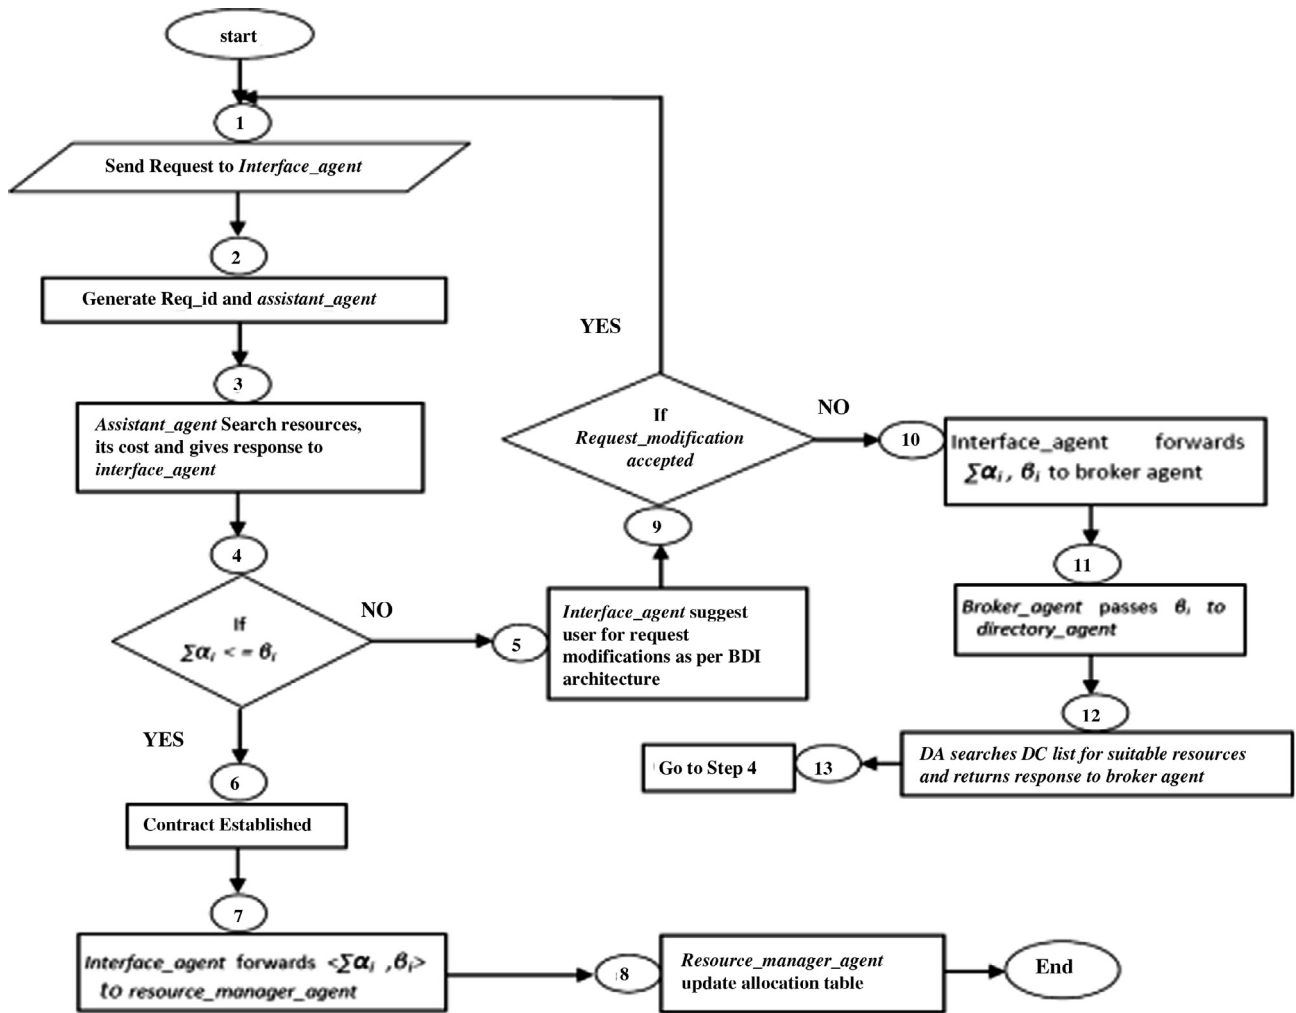 start
1
Send Request to Interface_agent
2
Generate Req_id and assistant_agent
3
Assistant_agent Search resources,
its cost and gives response to
interface_agent
4
If
∑αi < = βi
NO
YES
5
Interface_agent suggest
user for request
modifications as per BDI
architecture
6
Contract Established
7
Interface_agent forwards <∑αi ,βi>
to resource_manager_agent
8
Resource_manager_agent
update allocation table
End
9
If
Request_modification
accepted
YES
NO
10
Interface_agent forwards
∑αi , βi to broker agent
11
Broker_agent passes βi to
directory_agent
12
DA searches DC list for suitable resources
and returns response to broker agent
13
Go to Step 4